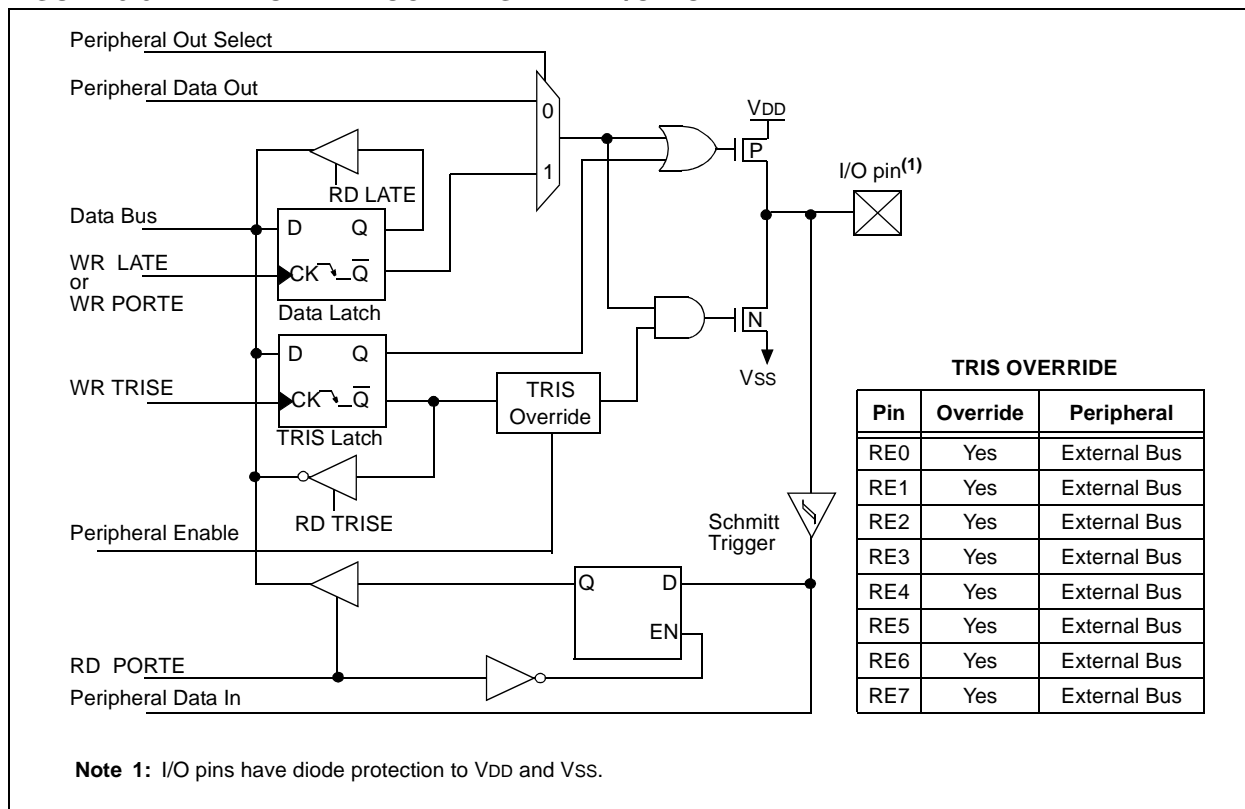 Peripheral Out Select
Peripheral Data Out
0
1
VDD
P
I/O pin(1)
RD LATE
Data Bus
D Q
WR LATE
or
WR PORTE
CK Q
Data Latch
N
VSS
D Q
WR TRISE
CK Q
TRIS Latch
TRIS
Override
RD TRISE
Peripheral Enable
Schmitt
Trigger
Q D
EN
RD PORTE
Peripheral Data In
TRIS OVERRIDE
Pin Override Peripheral
RE0 Yes External Bus
RE1 Yes External Bus
RE2 Yes External Bus
RE3 Yes External Bus
RE4 Yes External Bus
RE5 Yes External Bus
RE6 Yes External Bus
RE7 Yes External Bus
Note 1: I/O pins have diode protection to VDD and VSS.